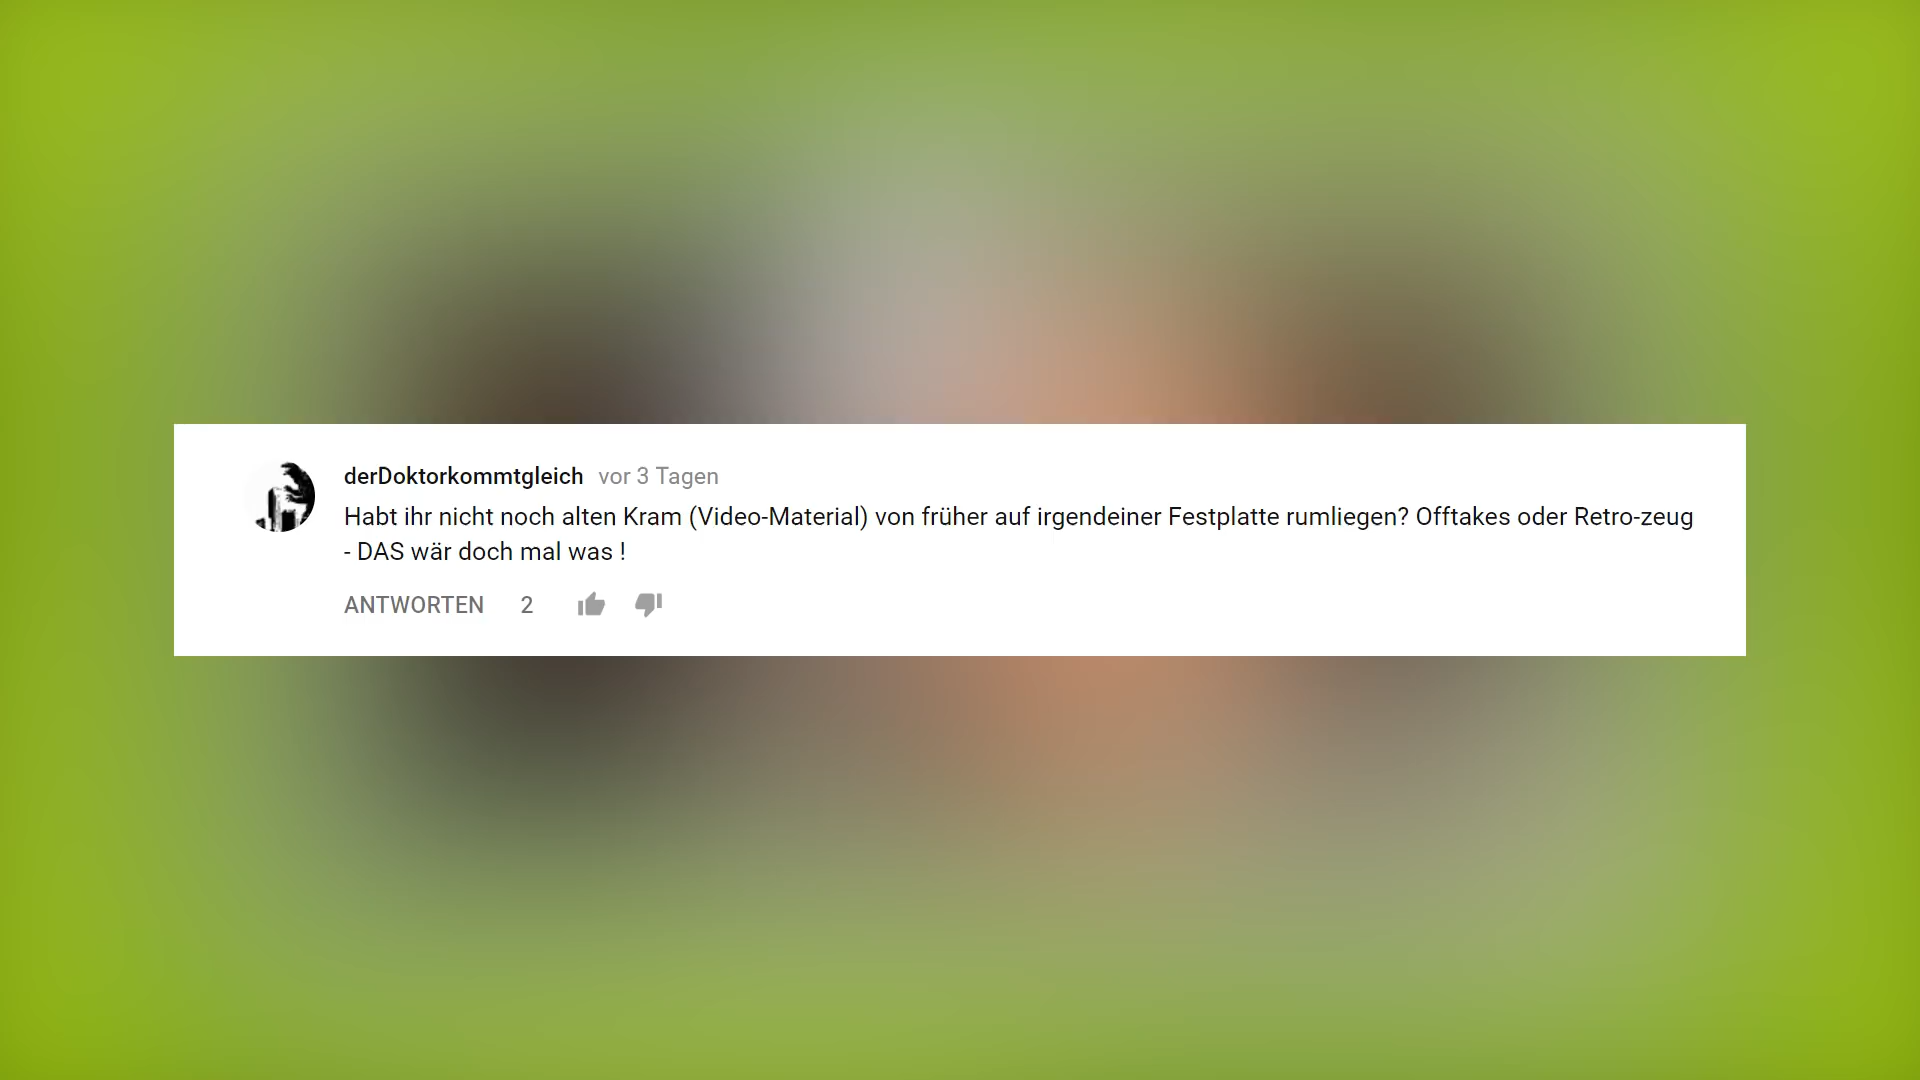 derDoktorkommtgleich vor 3 Tagen
Habt ihr nicht noch alten Kram (Video-Material) von früher auf irgendeiner Festplatte rumliegen? Offtakes oder Retro-zeug
- DAS wär doch mal was !
ANTWORTEN 2